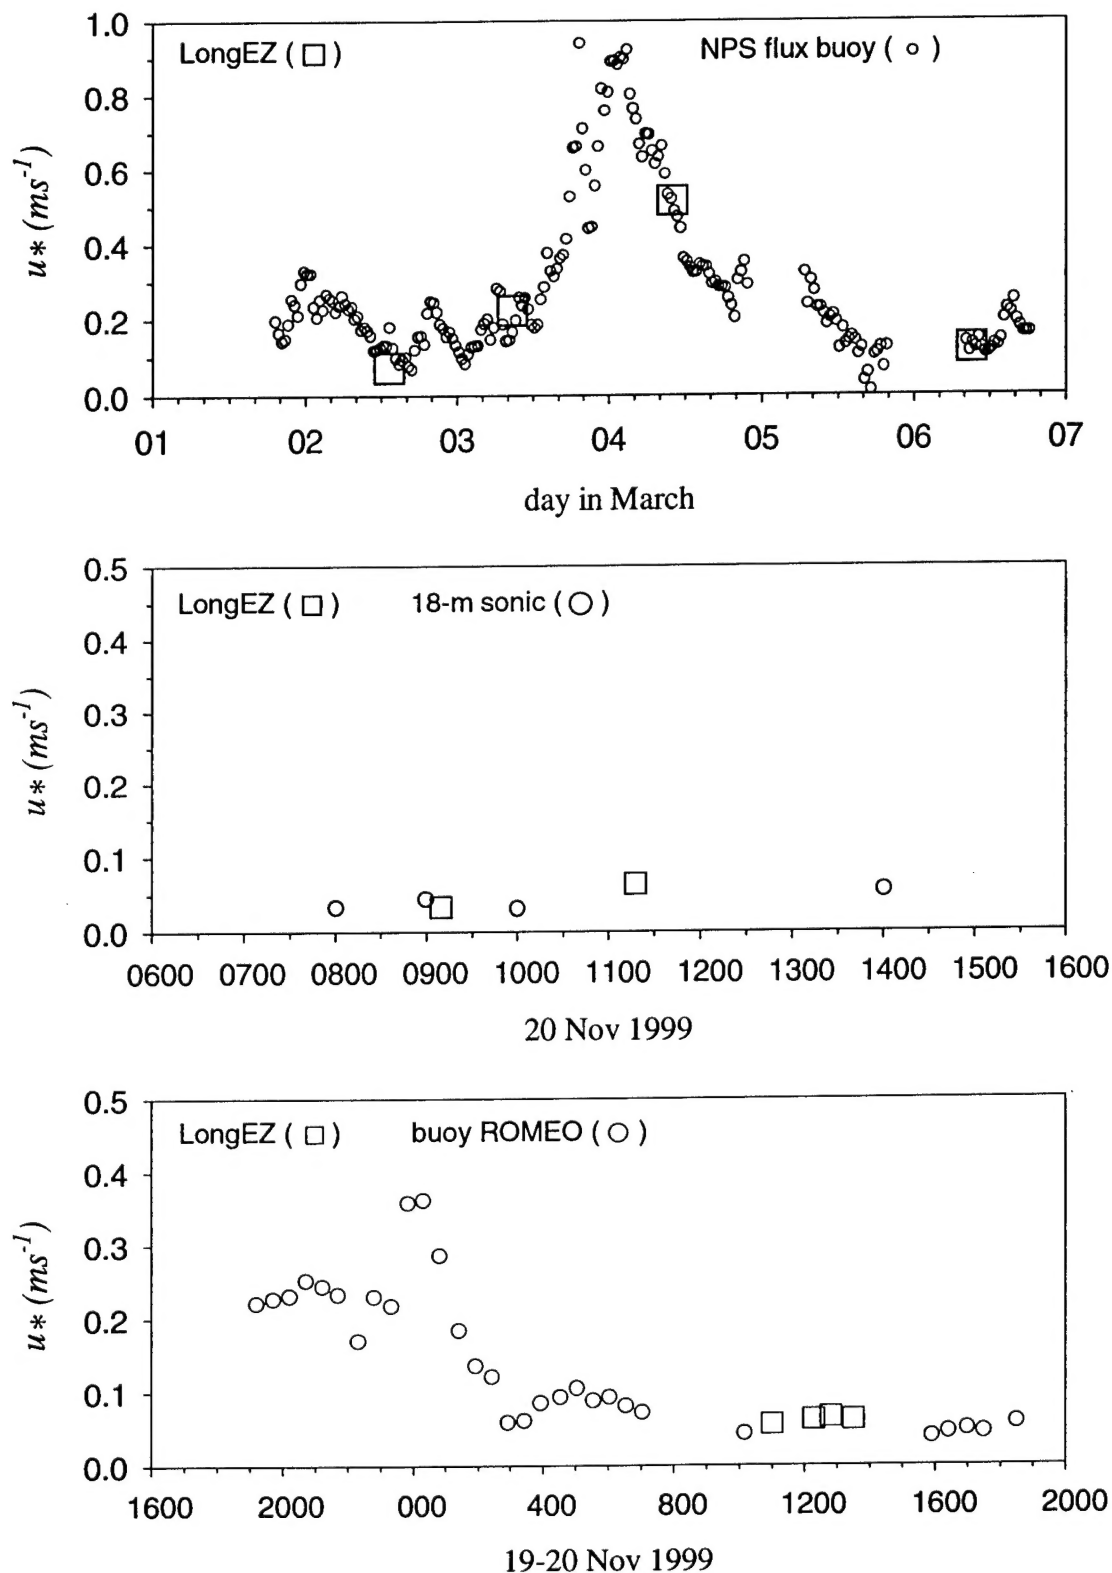 1.0
LongEZ ( □ ) NPS flux buoy ( ○ )
0.8
0.6
u* (ms-1)
0.4
0.2
0.0
01 02 03 04 05 06 07
day in March
0.5
LongEZ ( □ ) 18-m sonic ( ○ )
0.4
0.3
u* (ms-1)
0.2
0.1
0.0
0600 0700 0800 0900 1000 1100 1200 1300 1400 1500 1600
20 Nov 1999
0.5
LongEZ ( □ ) buoy ROMEO ( ○ )
0.4
0.3
u* (ms-1)
0.2
0.1
0.0
1600 2000 000 400 800 1200 1600 2000
19-20 Nov 1999